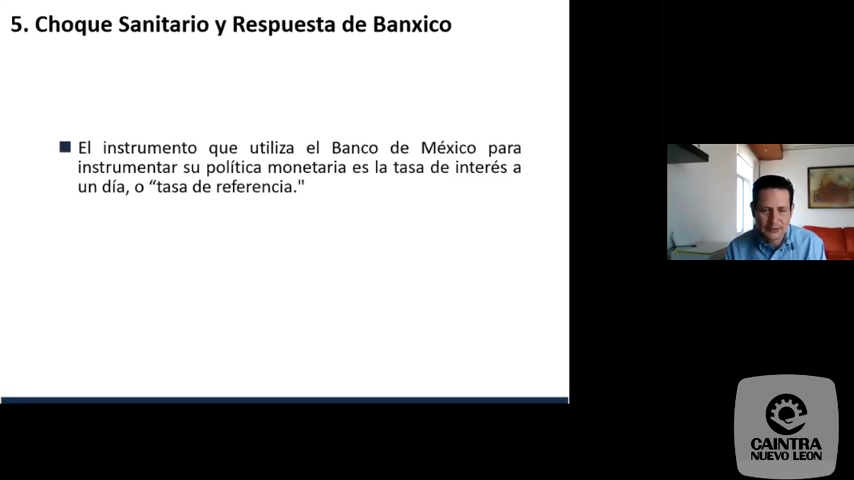 5. Choque Sanitario y Respuesta de Banxico
El instrumento que utiliza el Banco de México para
instrumentar su política monetaria es la tasa de interés a
un día, o “tasa de referencia."
CAINTRA
NUEVO LEÓN